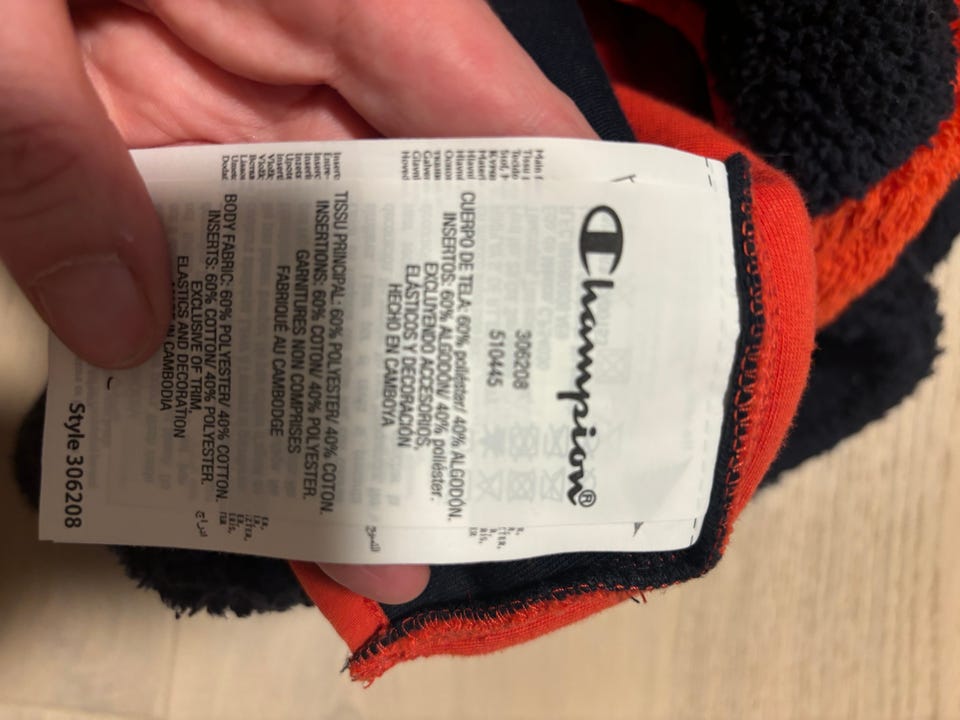 Champion®
306208
510445
CUERPO DE TELA: 60% poliéster/ 40% ALGODÓN.
INSERTOS: 60% ALGODÓN/ 40% poliéster.
EXCLUYENDO ACCESORIOS,
ELÁSTICOS Y DECORACIÓN
HECHO EN CAMBOYA
TISSU PRINCIPAL: 60% POLYESTER/ 40% COTON.
INSERTIONS: 60% COTON/ 40% POLYESTER.
GARNITURES NON COMPRISES
FABRIQUÉ AU CAMBODGE
BODY FABRIC: 60% POLYESTER/ 40% COTTON.
INSERTS: 60% COTTON/ 40% POLYESTER.
EXCLUSIVE OF TRIM,
ELASTICS AND DECORATION
IN CAMBODIA
Style 306208